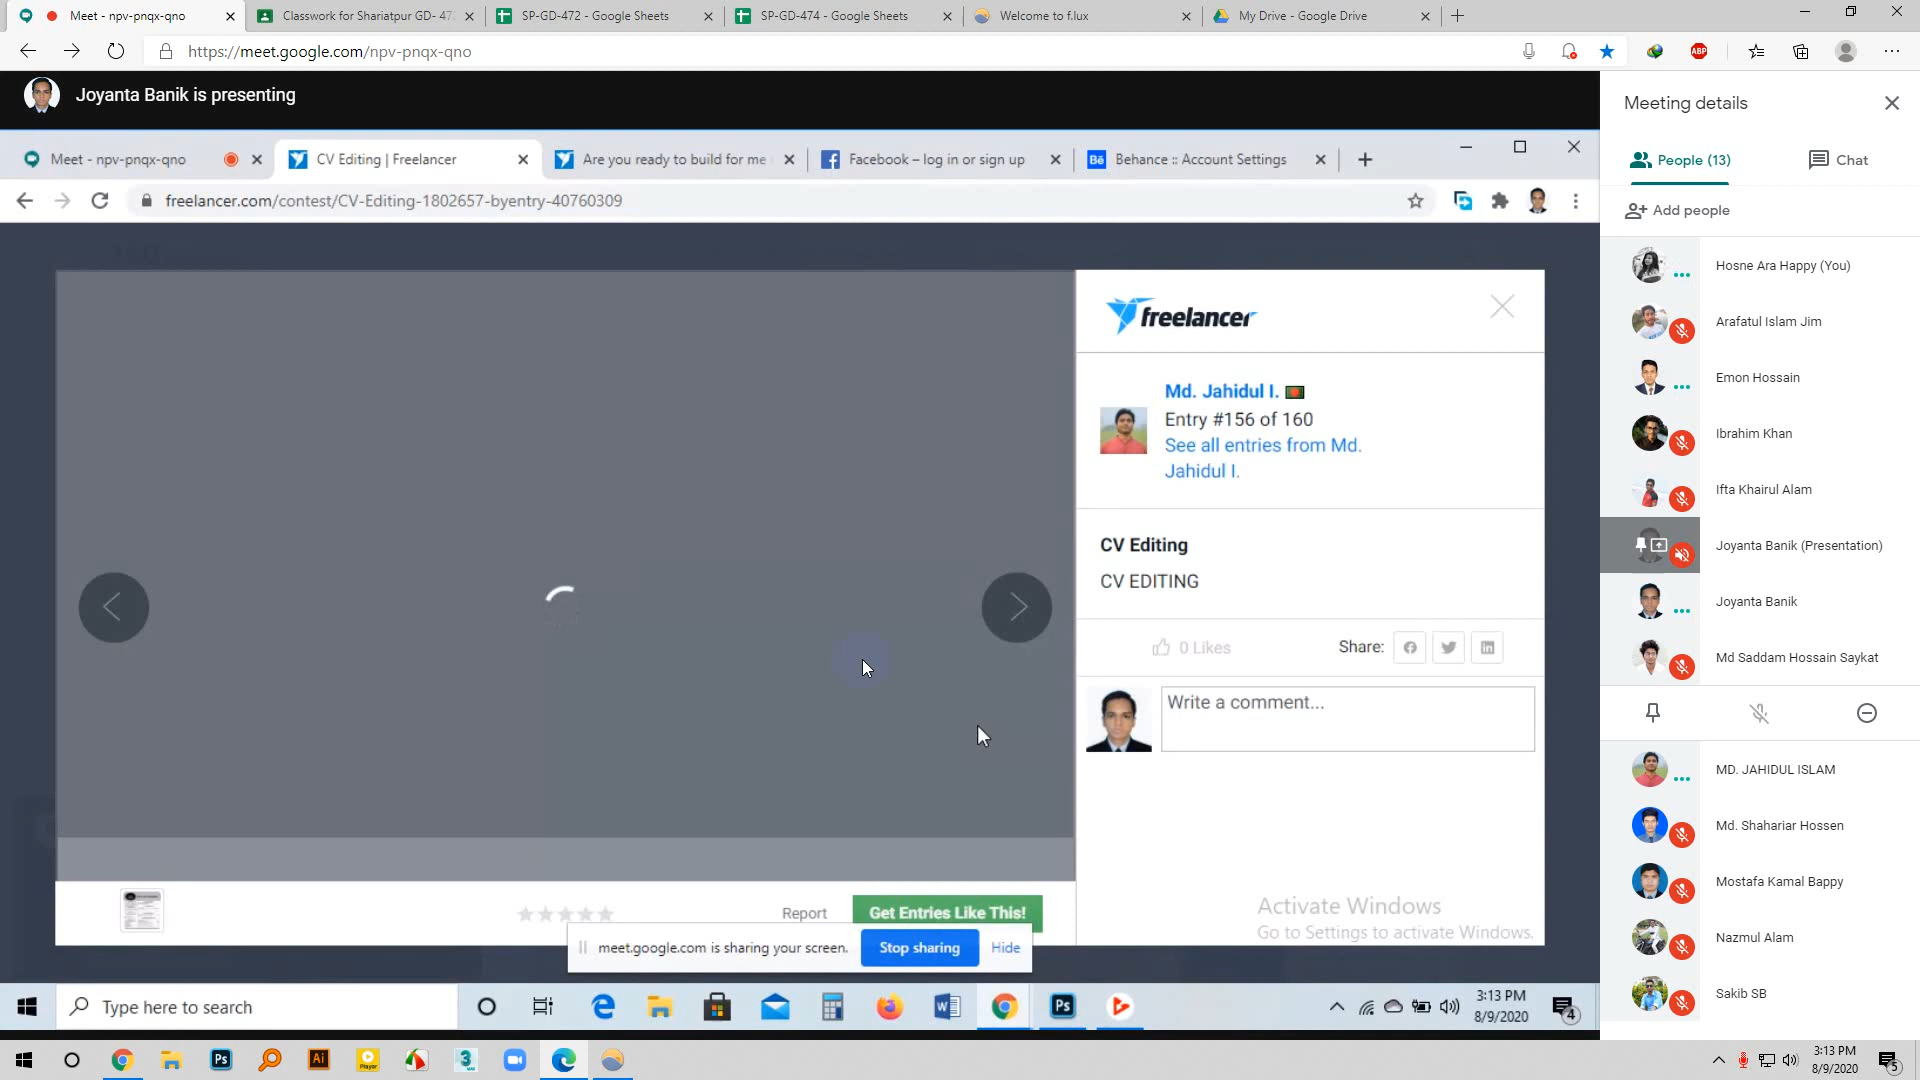 Meet - npv-pnqx-qno
Classwork for Shariatpur GD- 47
SP-GD-472 - Google Sheets
SP-GD-474 - Google Sheets
Welcome to f.lux
My Drive - Google Drive
https://meet.google.com/npv-pnqx-qno
ABP
Joyanta Banik is presenting
Meet - npv-pnqx-qno
CV Editing | Freelancer
Are you ready to build for me
Facebook – log in or sign up
Bē
Behance :: Account Settings
freelancer.com/contest/CV-Editing-1802657-byentry-40760309
freelancer
Md. Jahidul I.
Entry #156 of 160
See all entries from Md.
Jahidul I.
CV Editing
CV EDITING
0 Likes
Share:
Write a comment...
Report
Get Entries Like This!
Activate Windows
Go to Settings to activate Windows.
meet.google.com is sharing your screen.
Stop sharing
Hide
Type here to search
Ps
3:13 PM
8/9/2020
4
Meeting details
People (13)
Chat
Add people
Hosne Ara Happy (You)
Arafatul Islam Jim
Emon Hossain
Ibrahim Khan
Ifta Khairul Alam
Joyanta Banik (Presentation)
Joyanta Banik
Md Saddam Hossain Saykat
MD. JAHIDUL ISLAM
Md. Shahariar Hossen
Mostafa Kamal Bappy
Nazmul Alam
Sakib SB
Ps
Ai
Player
3
3:13 PM
8/9/2020
5